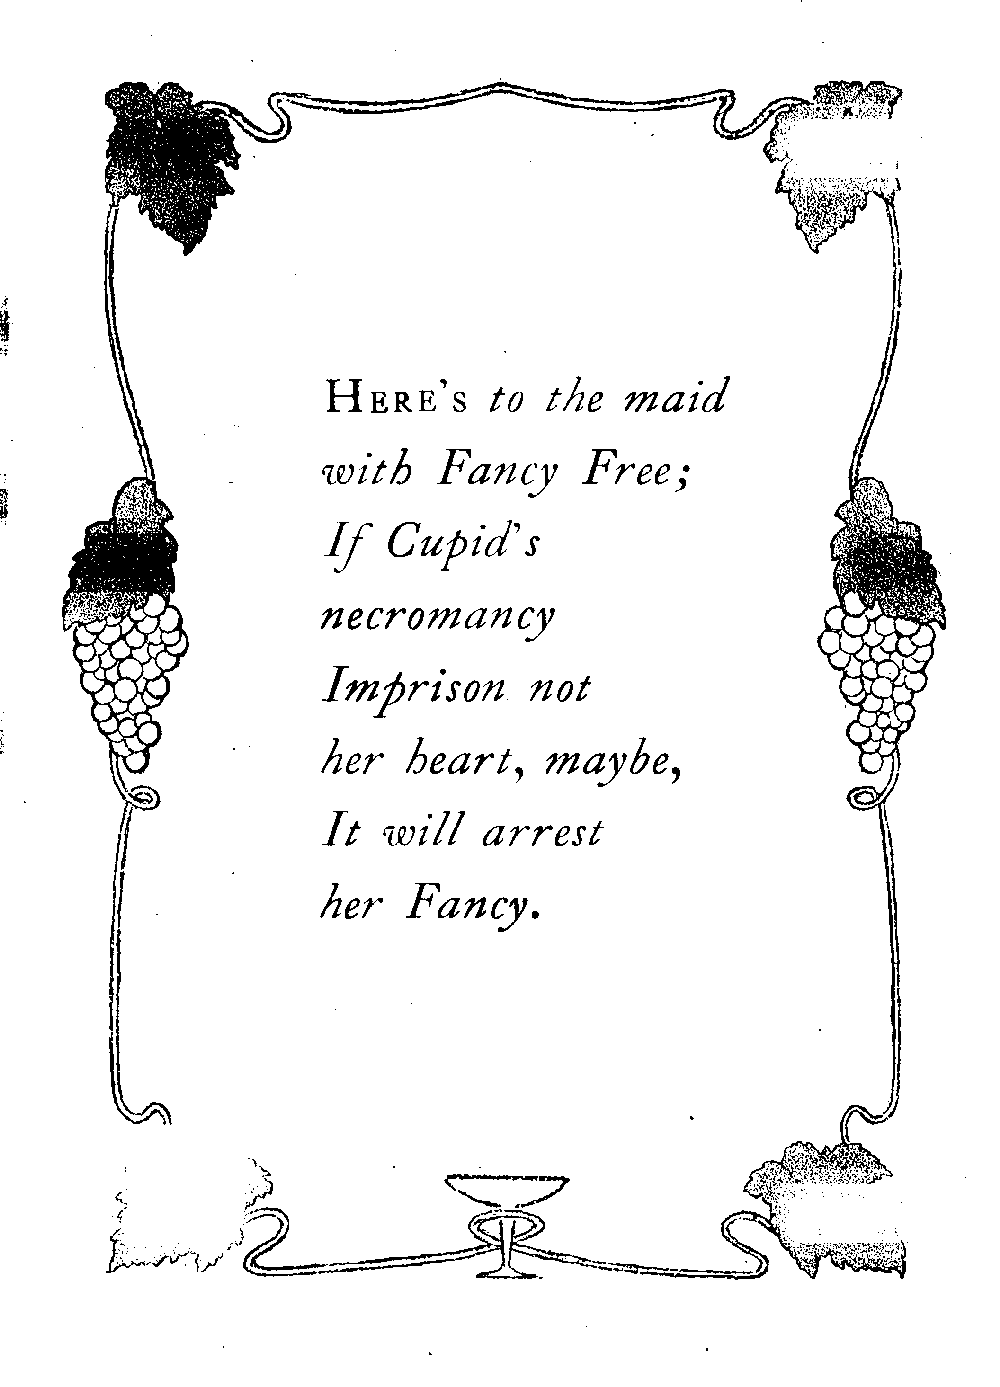 HERE'S to the maid
with Fancy Free;
If Cupid's
necromancy
Imprison not
her heart, maybe,
It will arrest
her Fancy.